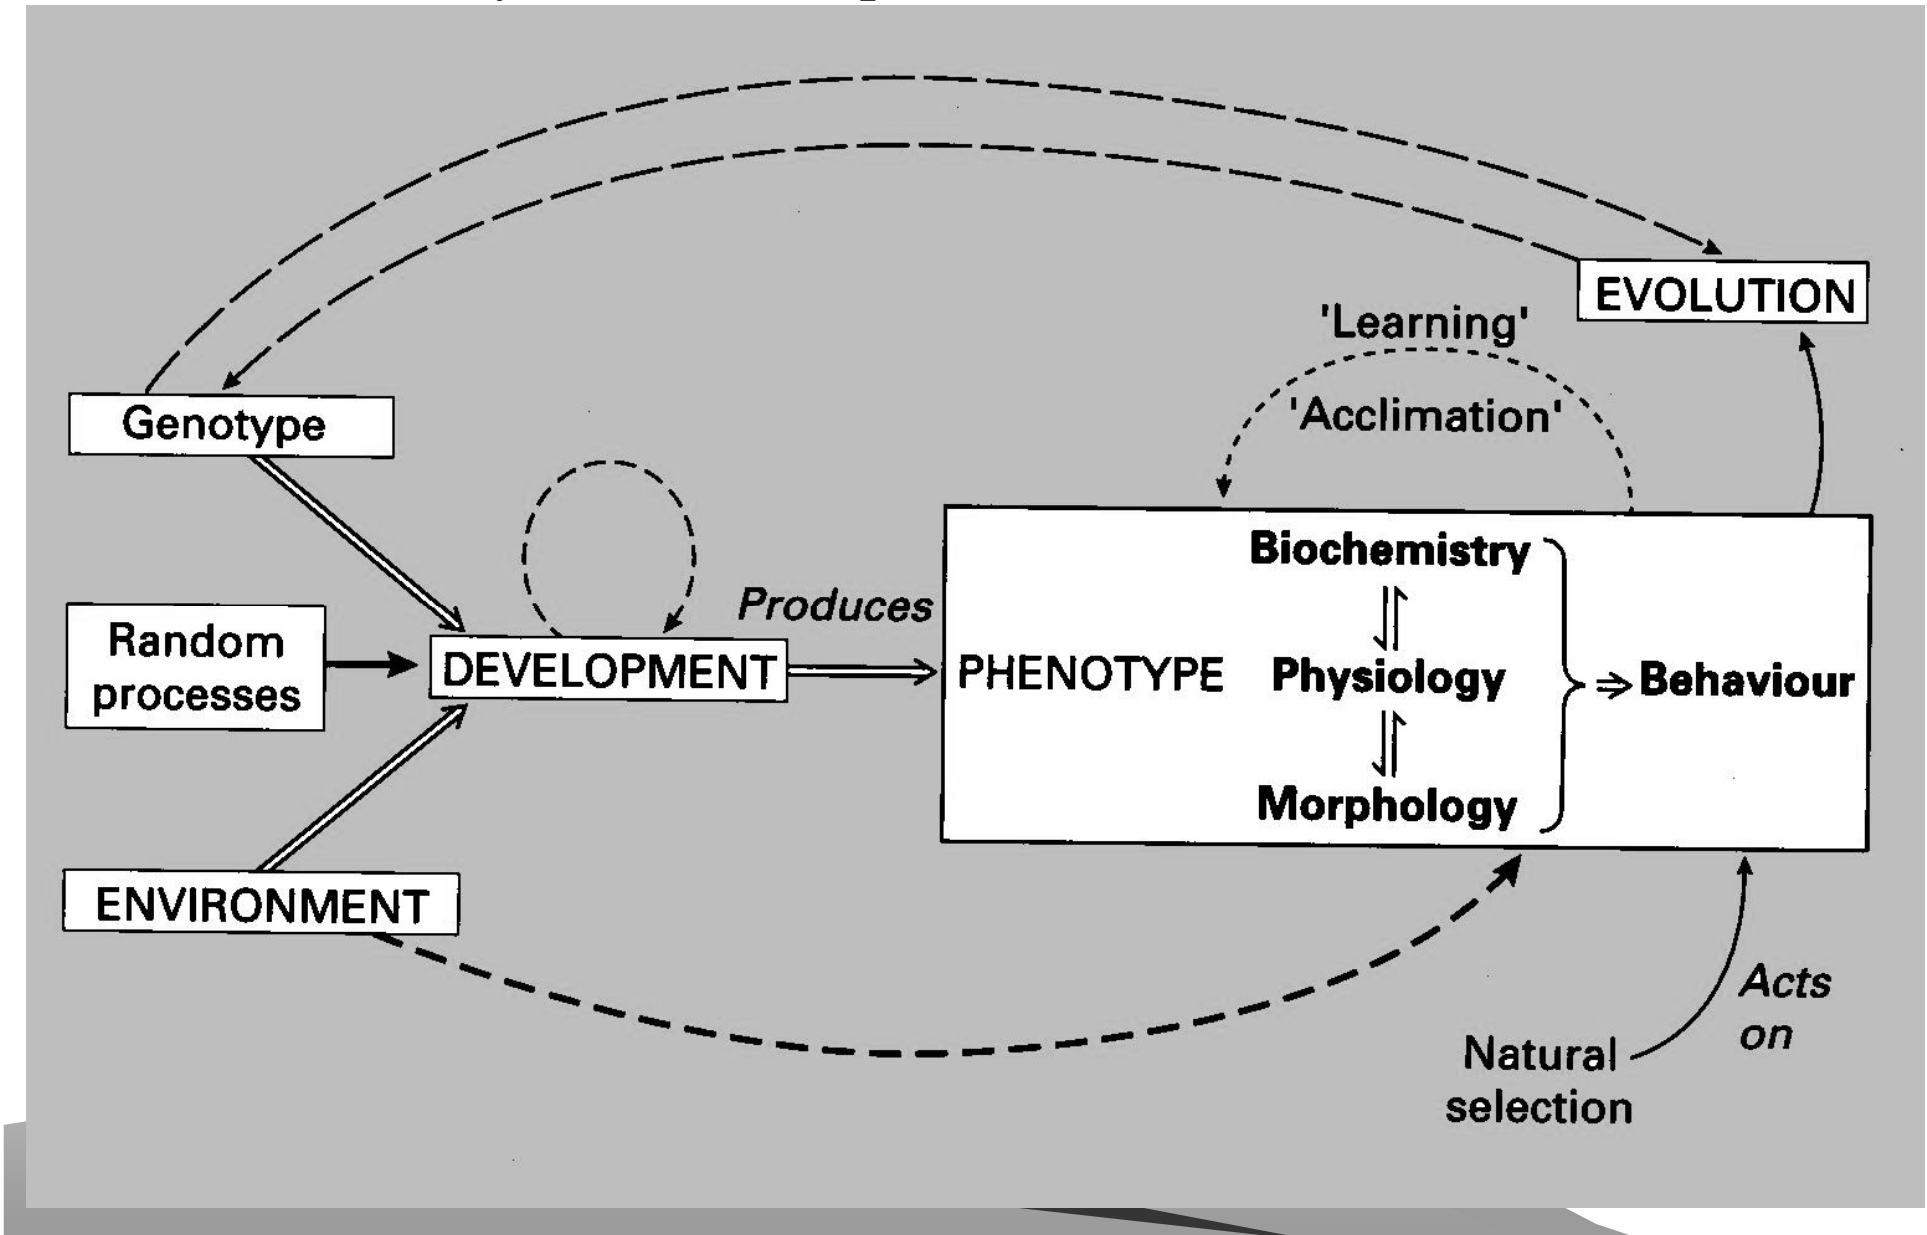 EVOLUTION
'Learning'
'Acclimation'
Genotype
Biochemistry
Produces
Random
processes
DEVELOPMENT
PHENOTYPE
Physiology
Behaviour
Morphology
ENVIRONMENT
Acts
on
Natural
selection